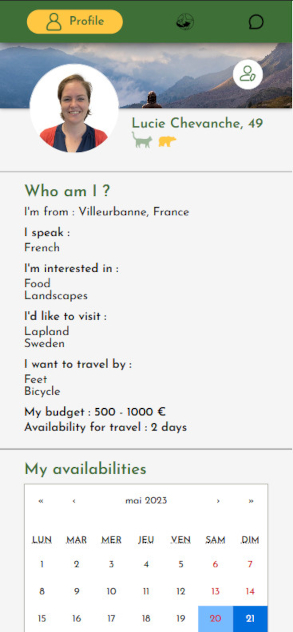 Profile
Lucie Chevanche, 49
Who am I ?
I'm from : Villeurbanne, France
I speak :
French
I'm interested in :
Food
Landscapes
I'd like to visit :
Lapland
Sweden
I want to travel by :
Feet
Bicycle
My budget : 500 - 1000 €
Availability for travel : 2 days
My availabilities
« ‹ mai 2023 › »
LUN MAR MER JEU VEN SAM DIM
1 2 3 4 5 6 7
8 9 10 11 12 13 14
15 16 17 18 19 20 21